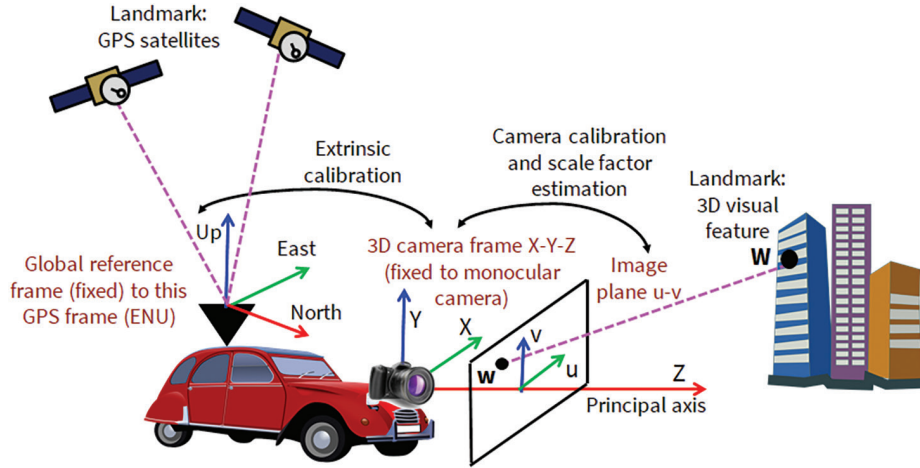 Landmark:
GPS satellites
Extrinsic
calibration
Camera calibration
and scale factor
estimation
Landmark:
3D visual
feature
W
Up
East
North
Global reference
frame (fixed) to this
GPS frame (ENU)
3D camera frame X-Y-Z
(fixed to monocular
camera)
Image
plane u-v
Y
X
v
w
u
Z
Principal axis